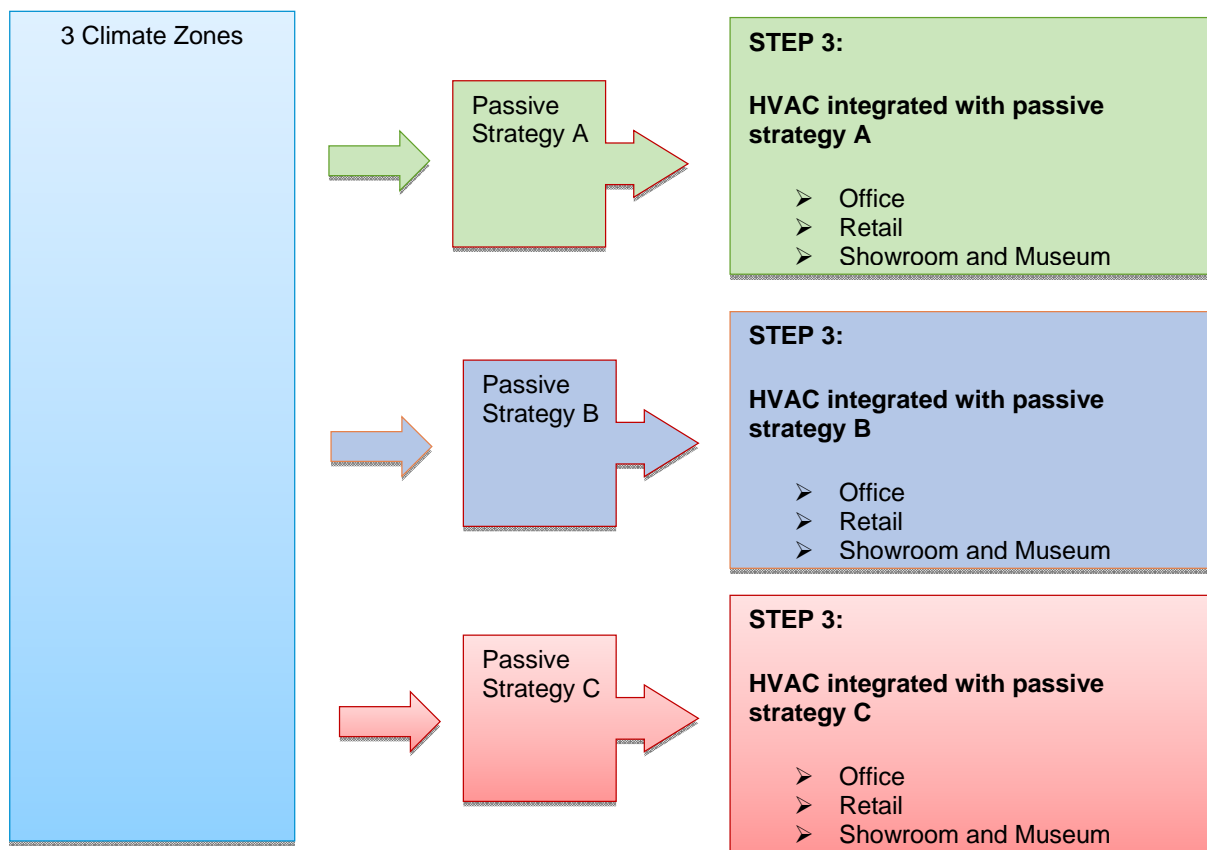 3 Climate Zones
Passive
Strategy A
STEP 3:
HVAC integrated with passive
strategy A
➢ Office
➢ Retail
➢ Showroom and Museum
Passive
Strategy B
STEP 3:
HVAC integrated with passive
strategy B
➢ Office
➢ Retail
➢ Showroom and Museum
Passive
Strategy C
STEP 3:
HVAC integrated with passive
strategy C
➢ Office
➢ Retail
➢ Showroom and Museum